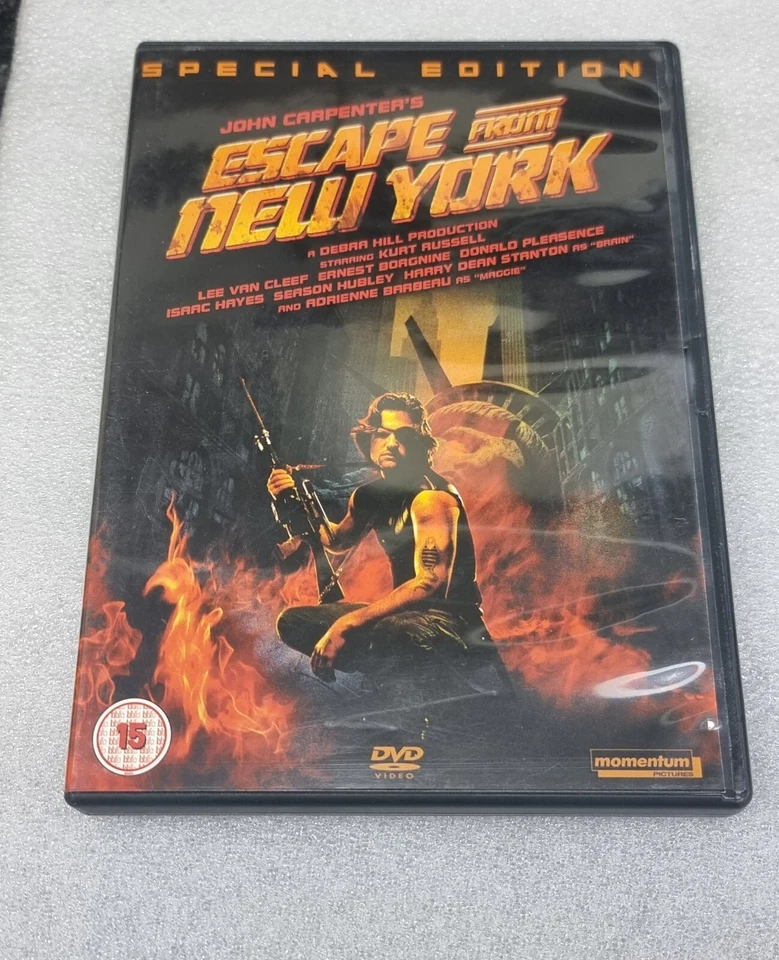 SPECIAL EDITION
JOHN CARPENTER'S
ESCAPE FROM
NEW YORK
A DEBRA HILL PRODUCTION
STARRING KURT RUSSELL
LEE VAN CLEEF ERNEST BORGNINE DONALD PLEASENCE
ISAAC HAYES SEASON HUBLEY HARRY DEAN STANTON AS "BRAIN"
AND ADRIENNE BARBEAU AS "MAGGIE"
15
DVD
VIDEO
momentum
PICTURES